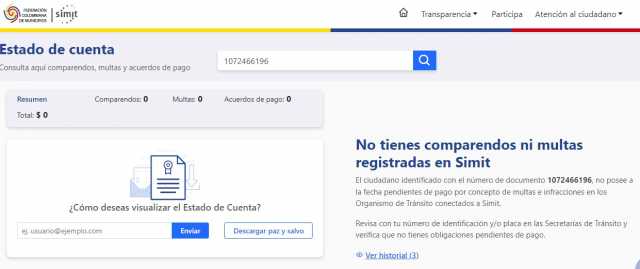 FEDERACIÓN
COLOMBIANA
DE MUNICIPIOS
simit
Transparencia
Participa
Atención al ciudadano
Estado de cuenta
Consulta aquí comparendos, multas y acuerdos de pago
1072466196
Resumen Comparendos: 0 Multas: 0 Acuerdos de pago: 0
Total: $ 0
¿Cómo deseas visualizar el Estado de Cuenta?
ej. usuario@ejemplo.com Enviar Descargar paz y salvo
No tienes comparendos ni multas
registradas en Simit
El ciudadano identificado con el número de documento 1072466196, no posee a
la fecha pendientes de pago por concepto de multas e infracciones en los
Organismo de Tránsito conectados a Simit.
Revisa con tu número de identificación y/o placa en las Secretarías de Tránsito y
verifica que no tienes obligaciones pendientes de pago.
Ver historial (3)